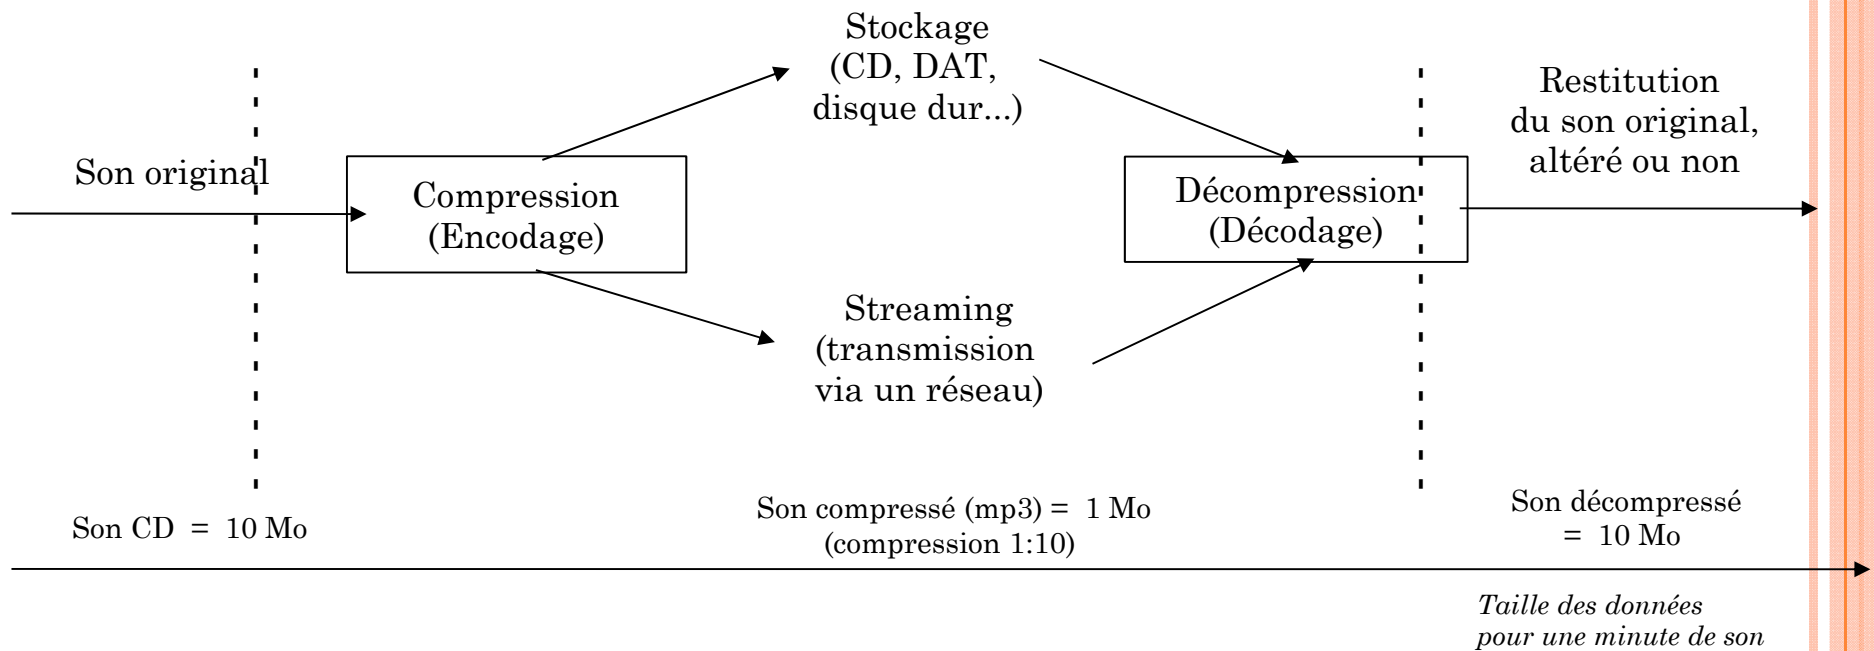 Stockage
(CD, DAT,
disque dur...)
Restitution
du son original,
altéré ou non
Son original
Compression
(Encodage)
Décompression
(Décodage)
Streaming
(transmission
via un réseau)
Son CD = 10 Mo
Son compressé (mp3) = 1 Mo
(compression 1:10)
Son décompressé
= 10 Mo
Taille des données
pour une minute de son